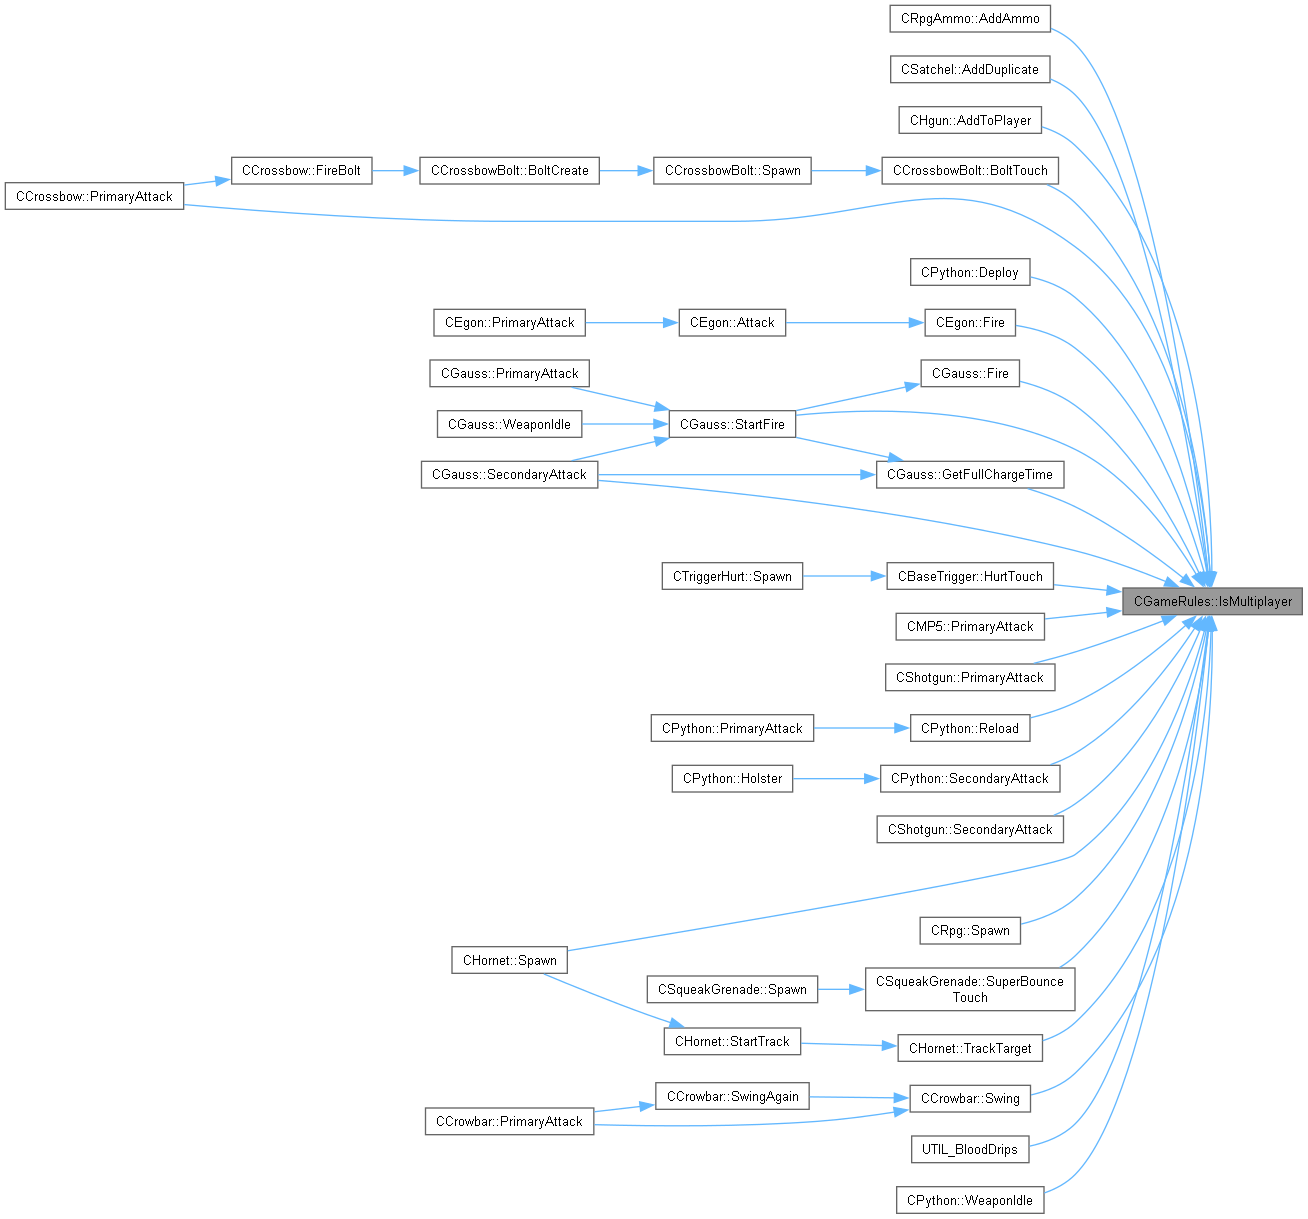 CRpgAmmo::AddAmmo
CSatchel::AddDuplicate
CHgun::AddToPlayer
CCrossbow::PrimaryAttack
CCrossbow::FireBolt
CCrossbowBolt::BoltCreate
CCrossbowBolt::Spawn
CCrossbowBolt::BoltTouch
CPython::Deploy
CEgon::PrimaryAttack
CEgon::Attack
CEgon::Fire
CGauss::PrimaryAttack
CGauss::Fire
CGauss::WeaponIdle
CGauss::StartFire
CGauss::SecondaryAttack
CGauss::GetFullChargeTime
CTriggerHurt::Spawn
CBaseTrigger::HurtTouch
CGameRules::IsMultiplayer
CMP5::PrimaryAttack
CShotgun::PrimaryAttack
CPython::PrimaryAttack
CPython::Reload
CPython::Holster
CPython::SecondaryAttack
CShotgun::SecondaryAttack
CRpg::Spawn
CHornet::Spawn
CSqueakGrenade::Spawn
CSqueakGrenade::SuperBounce
Touch
CHornet::StartTrack
CHornet::TrackTarget
CCrowbar::PrimaryAttack
CCrowbar::SwingAgain
CCrowbar::Swing
UTIL_BloodDrips
CPython::WeaponIdle